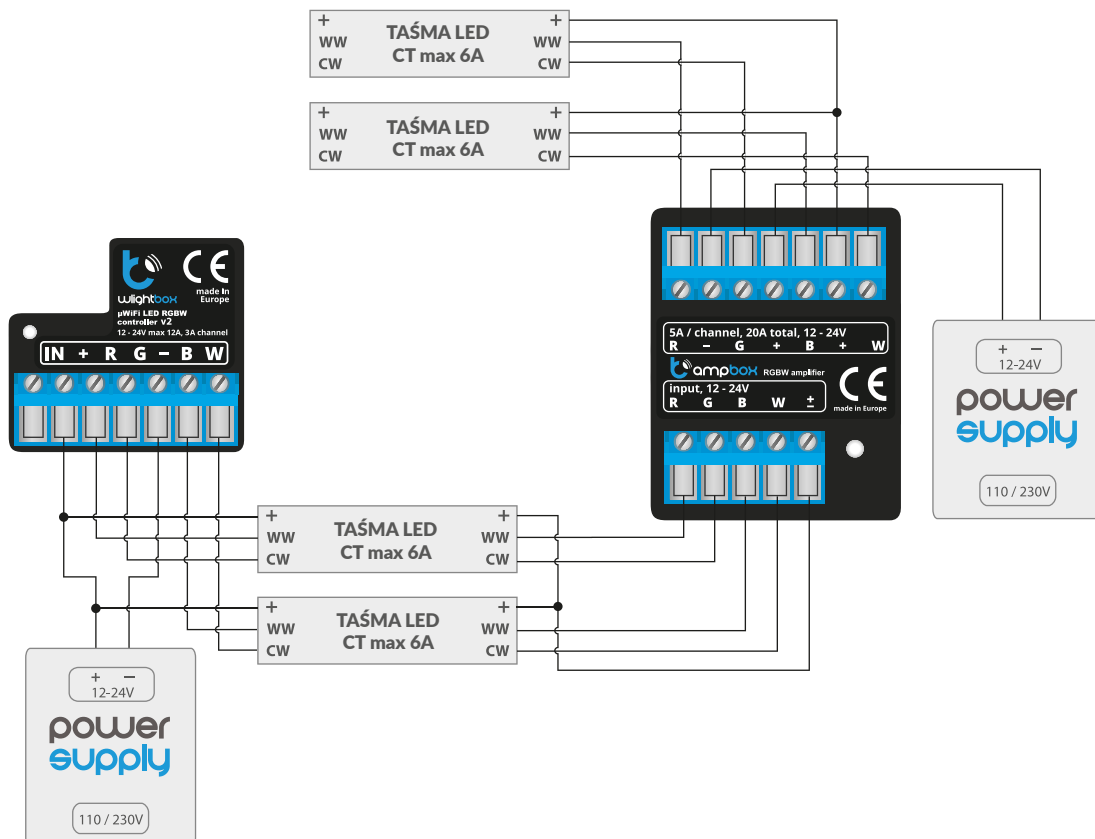 +
WW
CW
TAŚMA LED
CT max 6A
+
WW
CW
+
WW
CW
TAŚMA LED
CT max 6A
+
WW
CW
wlightbox
CE
made In
Europe
µWiFi LED RGBW
controller v2
12 - 24V max 12A, 3A channel
IN + R G − B W
5A / channel, 20A total, 12 - 24V
R − G + B + W
ampbox RGBW amplifier
input, 12 - 24V
R G B W ±
CE
made in Europe
+ −
12-24V
power
supply
110 / 230V
+
WW
CW
TAŚMA LED
CT max 6A
+
WW
CW
+
WW
CW
TAŚMA LED
CT max 6A
+
WW
CW
+ −
12-24V
power
supply
110 / 230V